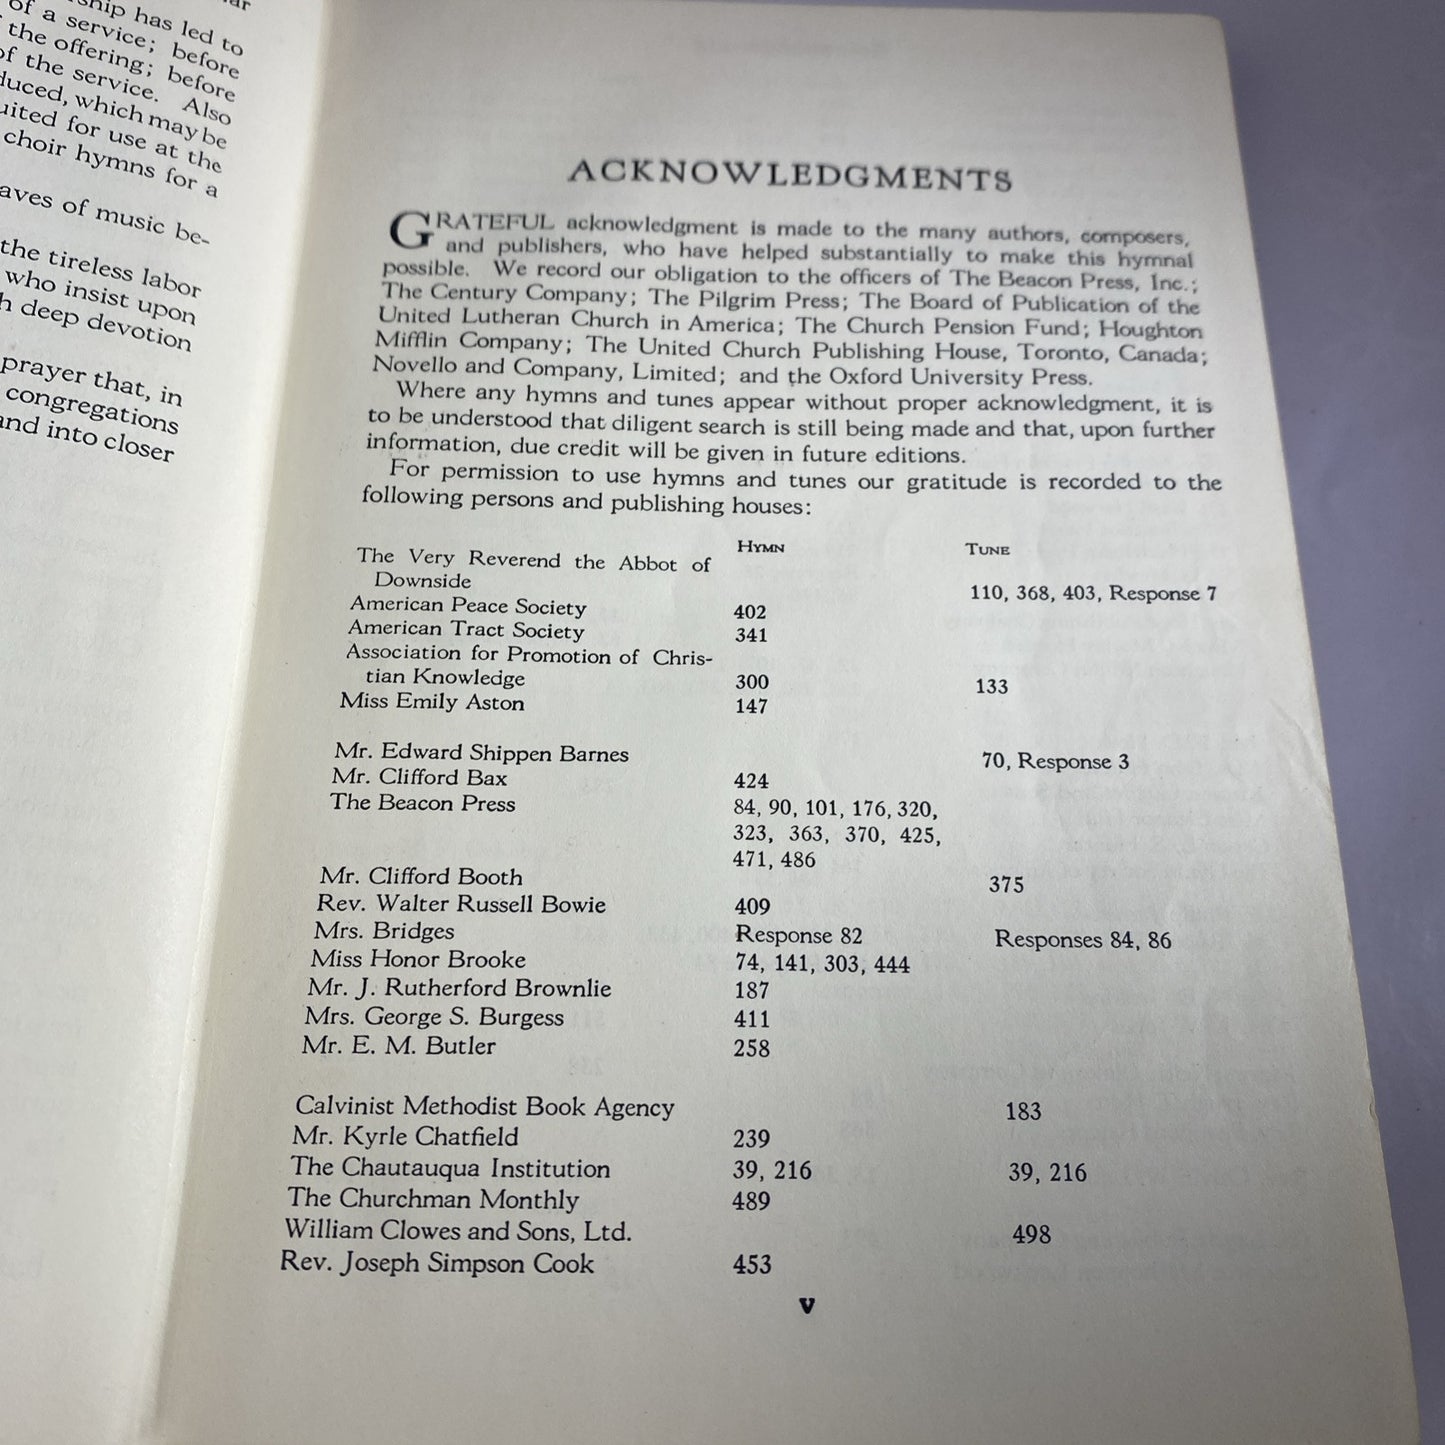 ship has led to
of a service; before
the offering; before
of the service. Also
duced, which may be
uited for use at the
choir hymns for a
aves of music be-
the tireless labor
who insist upon
h deep devotion
prayer that, in
congregations
and into closer
ACKNOWLEDGMENTS
GRATEFUL acknowledgment is made to the many authors, composers,
and publishers, who have helped substantially to make this hymnal
possible. We record our obligation to the officers of The Beacon Press, Inc.;
The Century Company; The Pilgrim Press; The Board of Publication of the
United Lutheran Church in America; The Church Pension Fund; Houghton
Mifflin Company; The United Church Publishing House, Toronto, Canada;
Novello and Company, Limited; and the Oxford University Press.
Where any hymns and tunes appear without proper acknowledgment, it is
to be understood that diligent search is still being made and that, upon further
information, due credit will be given in future editions.
For permission to use hymns and tunes our gratitude is recorded to the
following persons and publishing houses:
HYMN TUNE
The Very Reverend the Abbot of
Downside 110, 368, 403, Response 7
American Peace Society 402
American Tract Society 341
Association for Promotion of Chris-
tian Knowledge 300 133
Miss Emily Aston 147
Mr. Edward Shippen Barnes 70, Response 3
Mr. Clifford Bax 424
The Beacon Press 84, 90, 101, 176, 320,
323, 363, 370, 425,
471, 486
Mr. Clifford Booth 375
Rev. Walter Russell Bowie 409
Mrs. Bridges Response 82 Responses 84, 86
Miss Honor Brooke 74, 141, 303, 444
Mr. J. Rutherford Brownlie 187
Mrs. George S. Burgess 411
Mr. E. M. Butler 258
Calvinist Methodist Book Agency 183
Mr. Kyrle Chatfield 239
The Chautauqua Institution 39, 216 39, 216
The Churchman Monthly 489
William Clowes and Sons, Ltd. 498
Rev. Joseph Simpson Cook 453
v